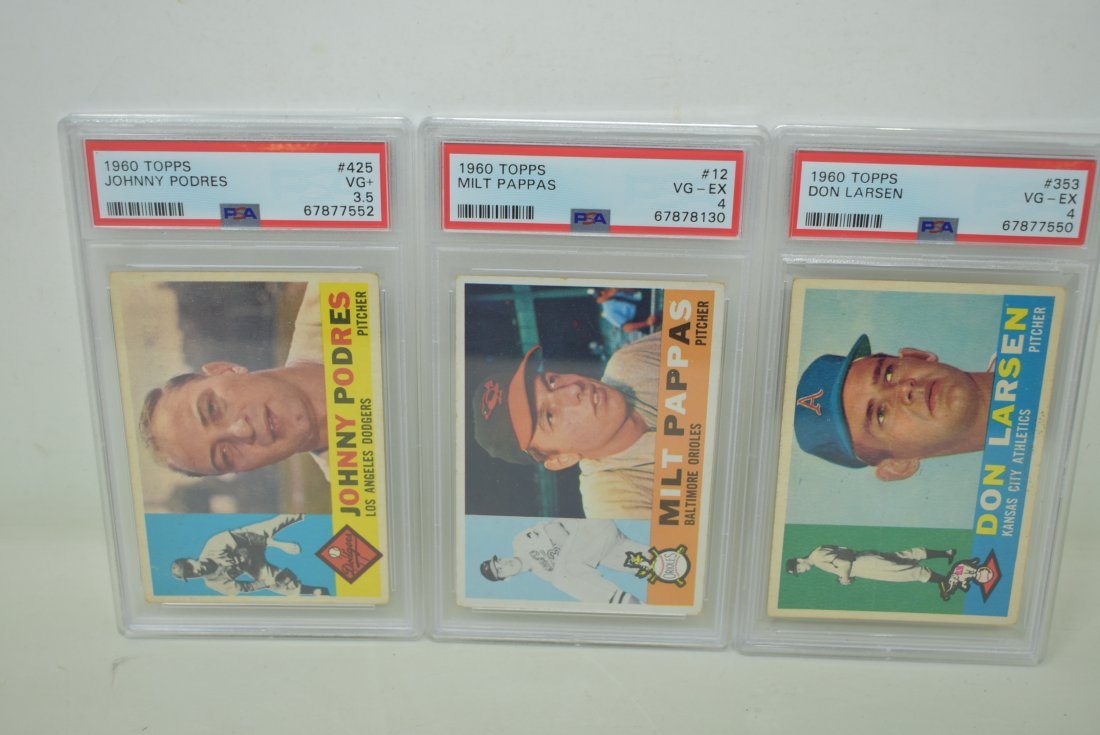 1960 TOPPS #425
JOHNNY PODRES VG+
3.5
PSA 67877552
JOHNNY PODRES
LOS ANGELES DODGERS
PITCHER
Dodgers
1960 TOPPS #12
MILT PAPPAS VG-EX
4
PSA 67878130
MILT PAPPAS
BALTIMORE ORIOLES
PITCHER
ORIOLES
1960 TOPPS #353
DON LARSEN VG-EX
4
PSA 67877550
A
DON LARSEN
KANSAS CITY ATHLETICS
PITCHER